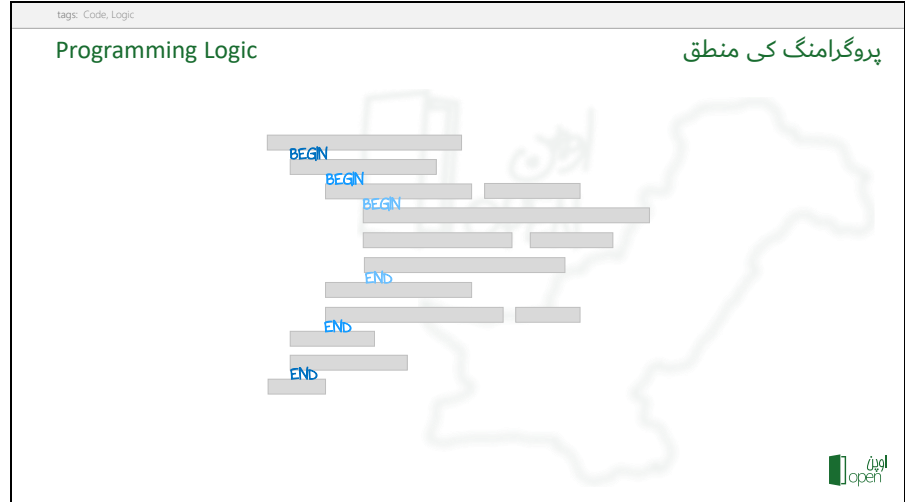 tags: Code, Logic
Programming Logic
پروگرامنگ کی منطق
BEGIN
BEGIN
BEGIN
END
END
END
اوپن
open